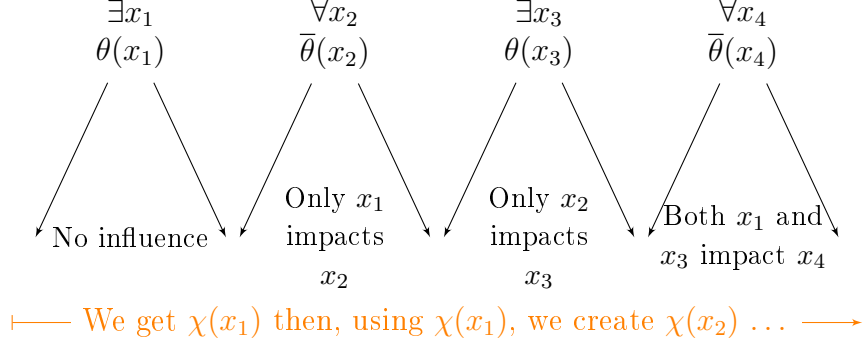 ∃x₁ ∀x₂ ∃x₃ ∀x₄
θ(x₁) θ̅(x₂) θ(x₃) θ̅(x₄)
No influence
Only x₁
impacts
x₂
Only x₂
impacts
x₃
Both x₁ and
x₃ impact x₄
We get χ(x₁) then, using χ(x₁), we create χ(x₂) …